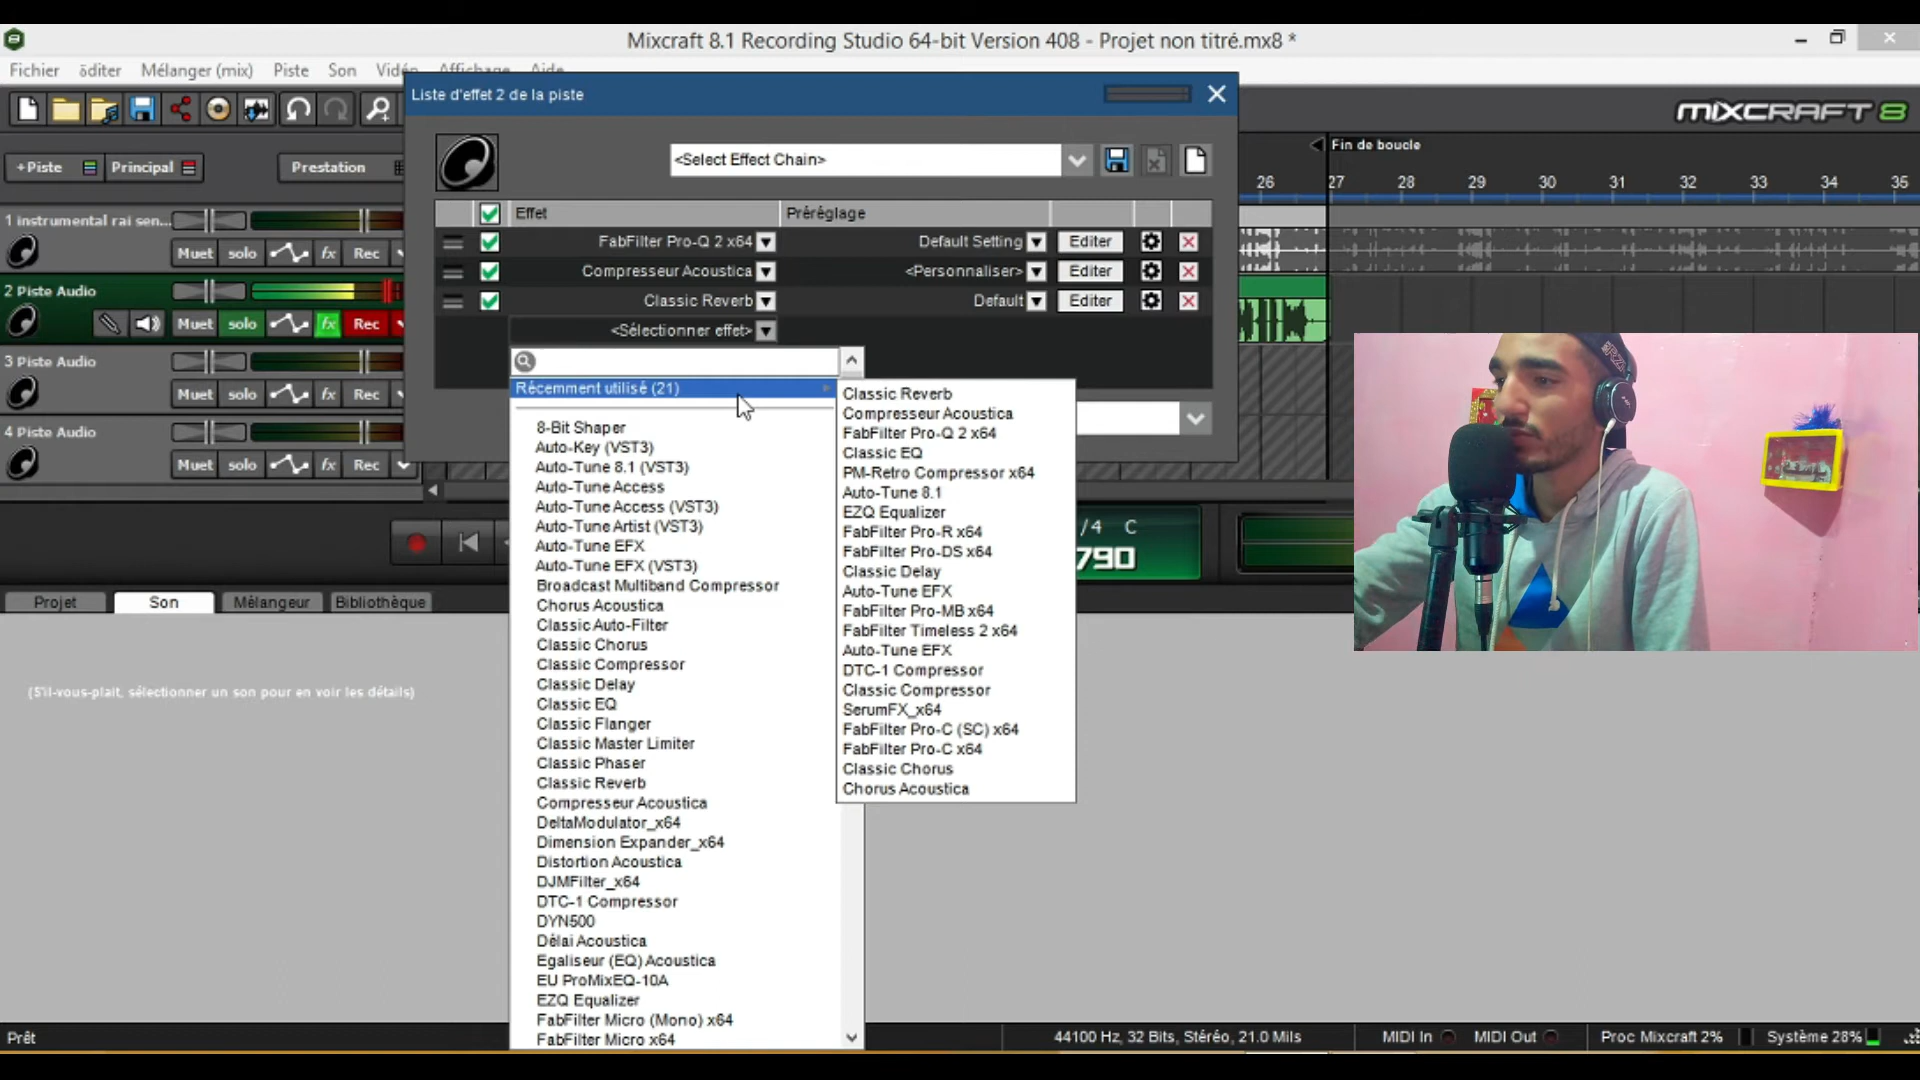 Mixcraft 8.1 Recording Studio 64-bit Version 408 - Projet non titré.mx8 *
Fichier öditer Mélanger (mix) Piste Son Vidéo Affichage Aide
Liste d'effet 2 de la piste
MIXCRAFT 8
<Select Effect Chain>
+Piste Principal Prestation
Fin de boucle
26 27 28 29 30 31 32 33 34 35
Effet Préréglage
1 instrumental rai sen...
Muet solo fx Rec
FabFilter Pro-Q 2 x64 Default Setting Editer
Compresseur Acoustica <Personnaliser> Editer
Classic Reverb Default Editer
<Sélectionner effet>
2 Piste Audio
Muet solo fx Rec
3 Piste Audio
Muet solo fx Rec
4 Piste Audio
Muet solo fx Rec
Récemment utilisé (21)
8-Bit Shaper
Auto-Key (VST3)
Auto-Tune 8.1 (VST3)
Auto-Tune Access
Auto-Tune Access (VST3)
Auto-Tune Artist (VST3)
Auto-Tune EFX
Auto-Tune EFX (VST3)
Broadcast Multiband Compressor
Chorus Acoustica
Classic Auto-Filter
Classic Chorus
Classic Compressor
Classic Delay
Classic EQ
Classic Flanger
Classic Master Limiter
Classic Phaser
Classic Reverb
Compresseur Acoustica
DeltaModulator_x64
Dimension Expander_x64
Distortion Acoustica
DJMFilter_x64
DTC-1 Compressor
DYN500
Délai Acoustica
Egaliseur (EQ) Acoustica
EU ProMixEQ-10A
EZQ Equalizer
FabFilter Micro (Mono) x64
FabFilter Micro x64
Classic Reverb
Compresseur Acoustica
FabFilter Pro-Q 2 x64
Classic EQ
PM-Retro Compressor x64
Auto-Tune 8.1
EZQ Equalizer
FabFilter Pro-R x64
FabFilter Pro-DS x64
Classic Delay
Auto-Tune EFX
FabFilter Pro-MB x64
FabFilter Timeless 2 x64
Auto-Tune EFX
DTC-1 Compressor
Classic Compressor
SerumFX_x64
FabFilter Pro-C (SC) x64
FabFilter Pro-C x64
Classic Chorus
Chorus Acoustica
/4 C
790
Projet Son Mélangeur Bibliothèque
(S'il-vous-plait, sélectionner un son pour en voir les détails)
Prêt
44100 Hz, 32 Bits, Stéréo, 21.0 Mils MIDI In MIDI Out Proc Mixcraft 2% Système 28%